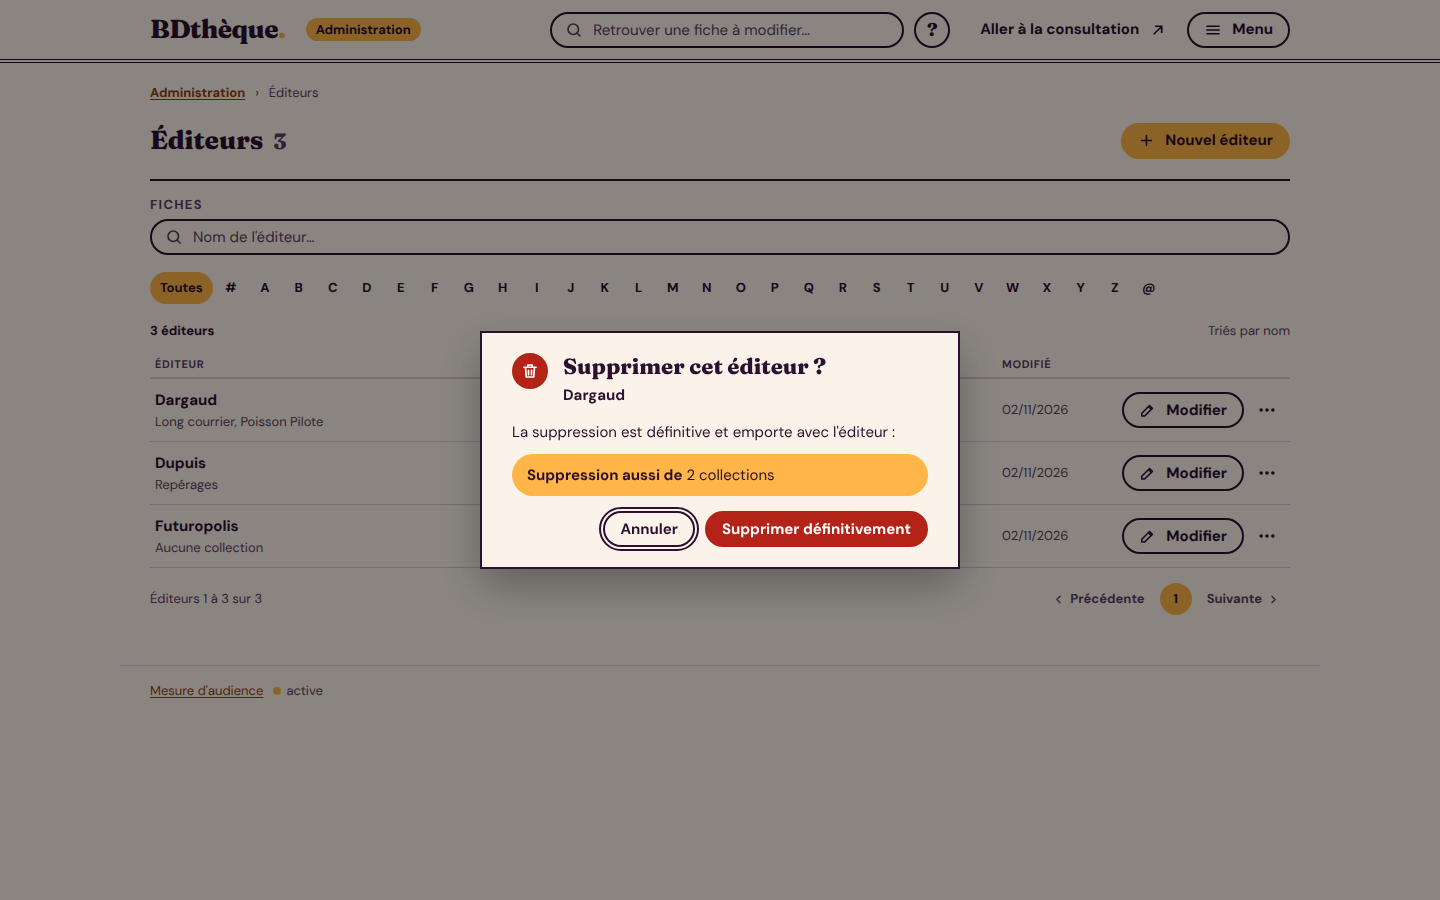 BDthèque.
Administration
Retrouver une fiche à modifier...
?
Aller à la consultation
Menu
Administration › Éditeurs
Éditeurs 3
Nouvel éditeur
FICHES
Nom de l'éditeur...
Toutes # A B C D E F G H I J K L M N O P Q R S T U V W X Y Z @
3 éditeurs
Triés par nom
ÉDITEUR
MODIFIÉ
Dargaud
Long courrier, Poisson Pilote
02/11/2026
Modifier
Dupuis
Repérages
02/11/2026
Modifier
Futuropolis
Aucune collection
02/11/2026
Modifier
Supprimer cet éditeur ?
Dargaud
La suppression est définitive et emporte avec l'éditeur :
Suppression aussi de 2 collections
Annuler
Supprimer définitivement
Éditeurs 1 à 3 sur 3
‹ Précédente 1 Suivante ›
Mesure d'audience active